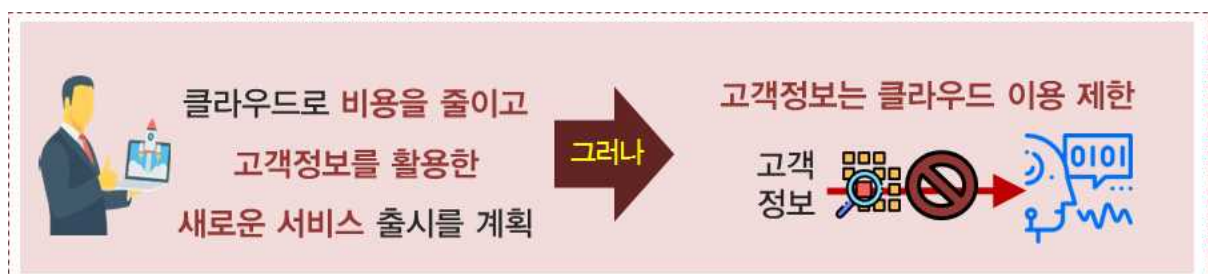 클라우드로 비용을 줄이고
고객정보를 활용한
새로운 서비스 출시를 계획
그러나
고객정보는 클라우드 이용 제한
고객
정보
0101